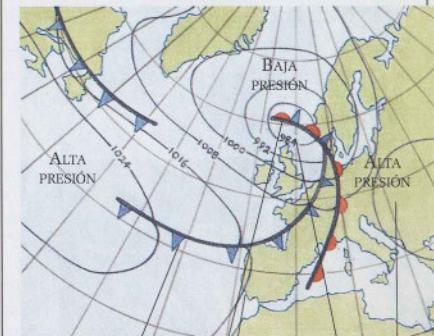 BAJA
PRESIÓN
ALTA
PRESIÓN
ALTA
PRESIÓN
1024
1016
1008
1000
992
984